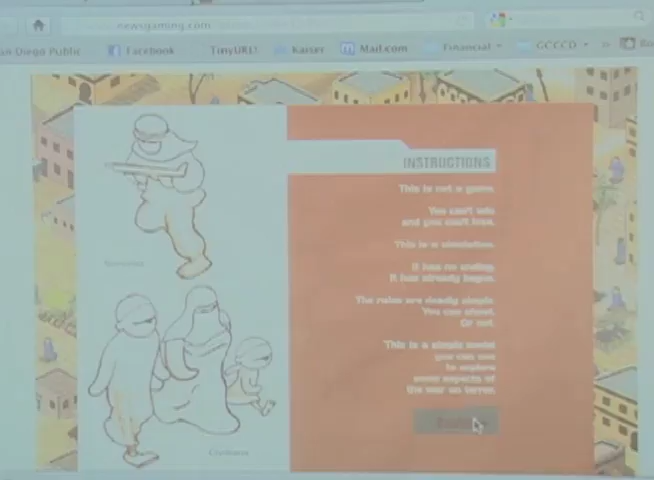 newsgaming.com
an Diego Public Facebook TinyURL! Kaiser Mail.com Financial GCCCD
INSTRUCTIONS
This is not a game.
You can't win
and you can't lose.
This is a simulation.
It has no ending.
It has already begun.
The rules are deadly simple.
You can shoot.
Or not.
This is a simple model
you can use
to explore
some aspects of
the war on terror.
Civilians